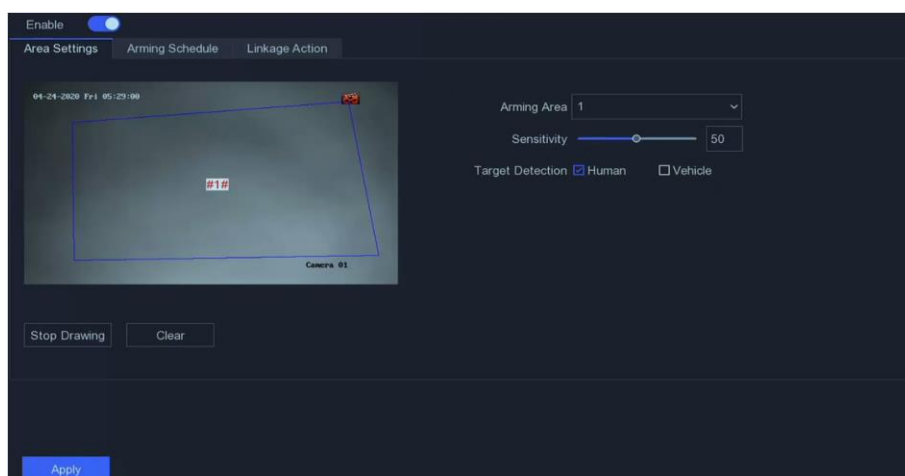 Enable
Area Settings Arming Schedule Linkage Action
04-24-2020 Fri 05:29:00
Arming Area 1
Sensitivity 50
Target Detection Human Vehicle
#1#
Camera 01
Stop Drawing Clear
Apply